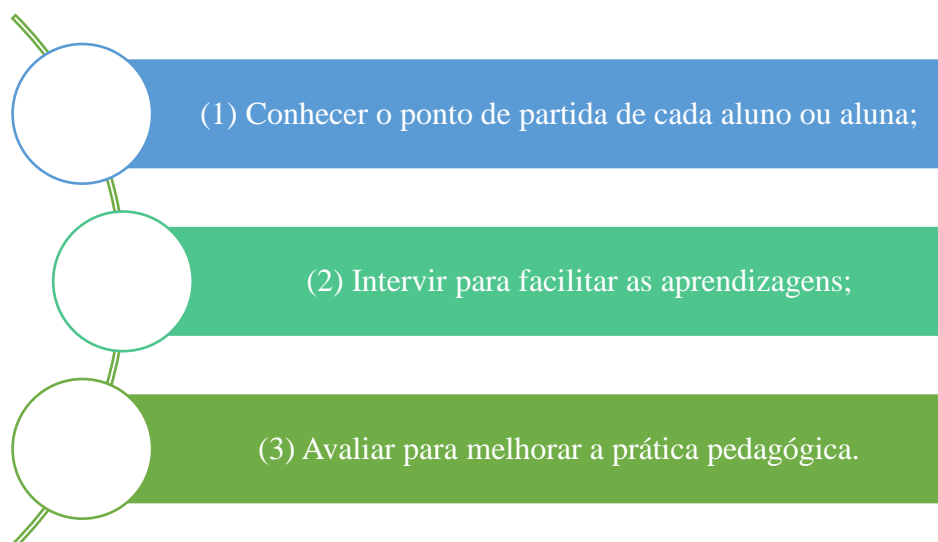 (1) Conhecer o ponto de partida de cada aluno ou aluna;
(2) Intervir para facilitar as aprendizagens;
(3) Avaliar para melhorar a prática pedagógica.